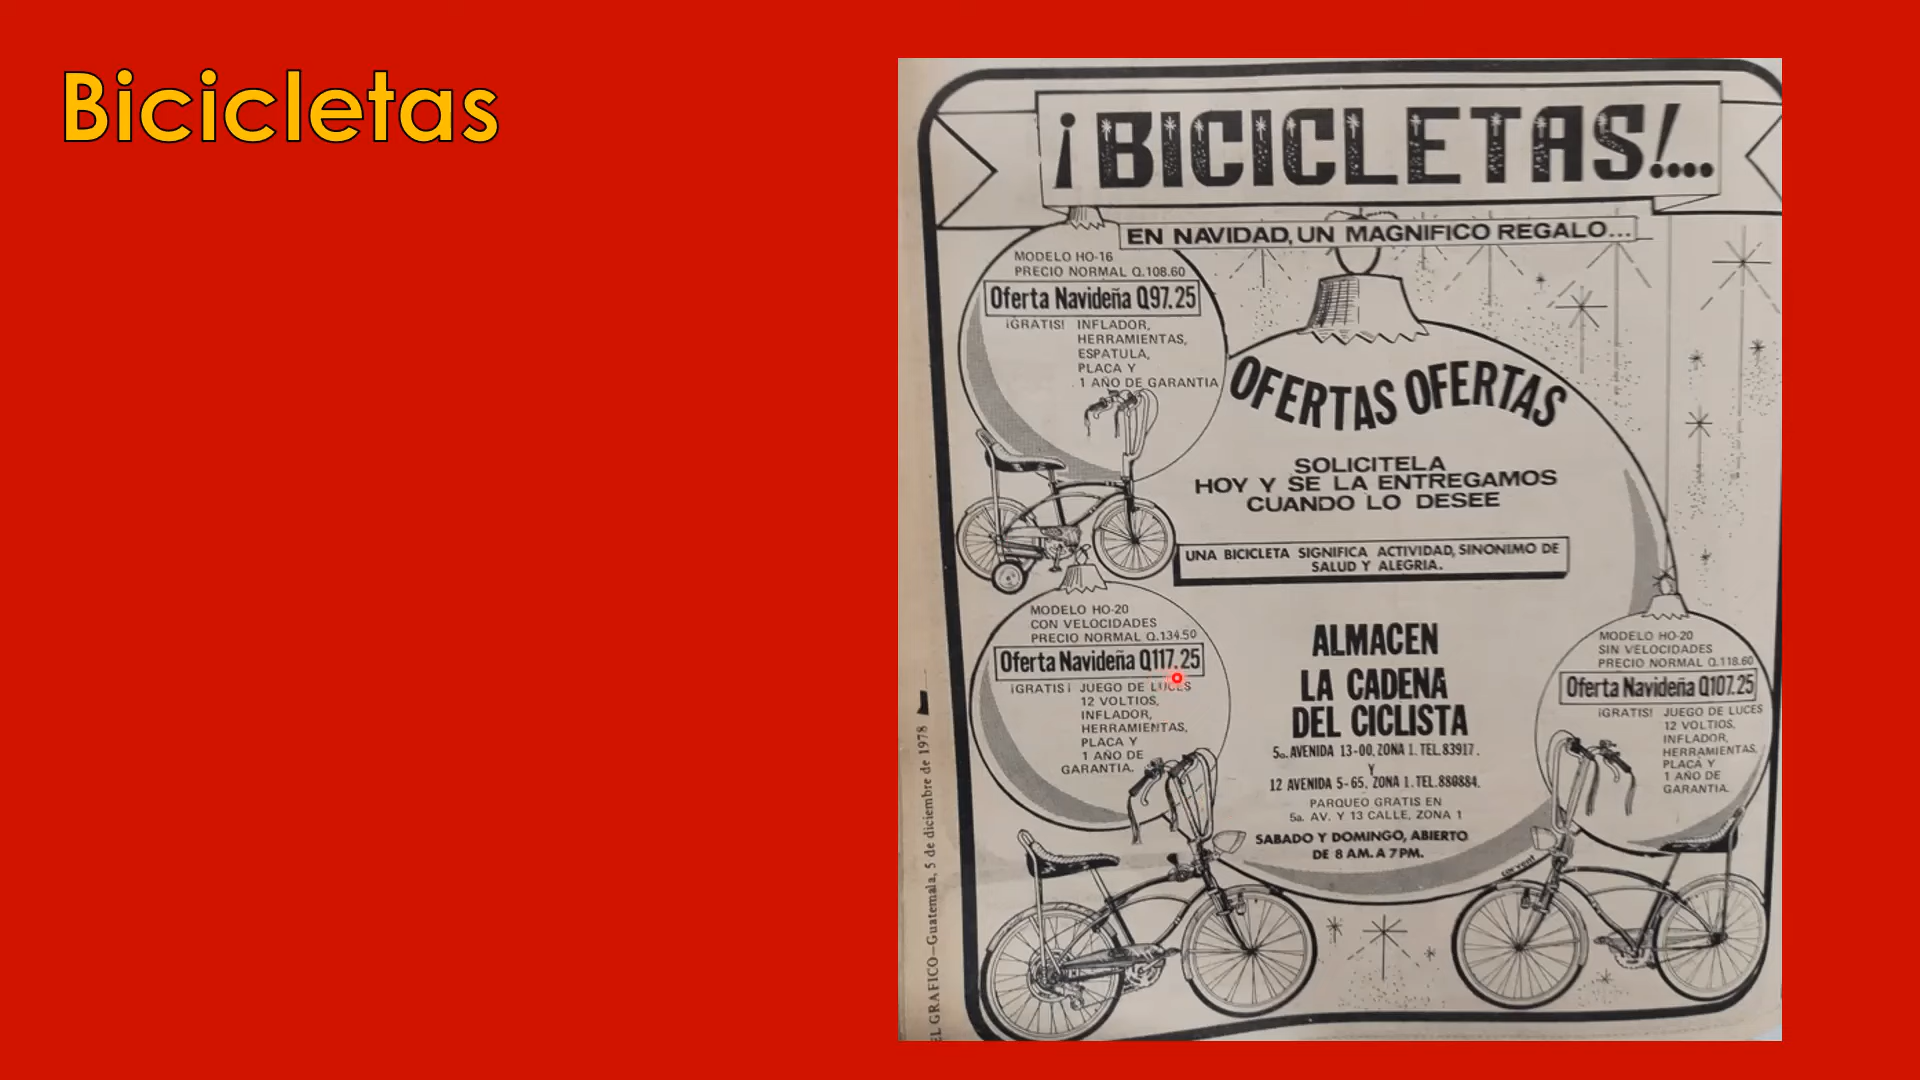 Bicicletas
¡BICICLETAS!....
EN NAVIDAD, UN MAGNIFICO REGALO...
MODELO HO-16
PRECIO NORMAL Q.108.60
Oferta Navideña Q97.25
¡GRATIS! INFLADOR,
HERRAMIENTAS,
ESPATULA,
PLACA Y
1 AÑO DE GARANTIA
OFERTAS OFERTAS
SOLICITELA
HOY Y SE LA ENTREGAMOS
CUANDO LO DESEE
UNA BICICLETA SIGNIFICA ACTIVIDAD, SINONIMO DE
SALUD Y ALEGRIA.
MODELO HO-20
CON VELOCIDADES
PRECIO NORMAL Q.134.50
Oferta Navideña Q117.25
¡GRATIS¡ JUEGO DE LUCES
12 VOLTIOS,
INFLADOR,
HERRAMIENTAS,
PLACA Y
1 AÑO DE
GARANTIA.
ALMACEN
LA CADENA
DEL CICLISTA
5a. AVENIDA 13-00, ZONA 1. TEL.83917.
Y
12 AVENIDA 5-65, ZONA 1. TEL.880884.
PARQUEO GRATIS EN
5a. AV. Y 13 CALLE, ZONA 1
SABADO Y DOMINGO, ABIERTO
DE 8 AM. A 7 PM.
MODELO HO-20
SIN VELOCIDADES
PRECIO NORMAL Q.118.60
Oferta Navideña Q107.25
¡GRATIS! JUEGO DE LUCES
12 VOLTIOS,
INFLADOR,
HERRAMIENTAS,
PLACA Y
1 AÑO DE
GARANTIA.
EL GRAFICO—Guatemala, 5 de diciembre de 1978